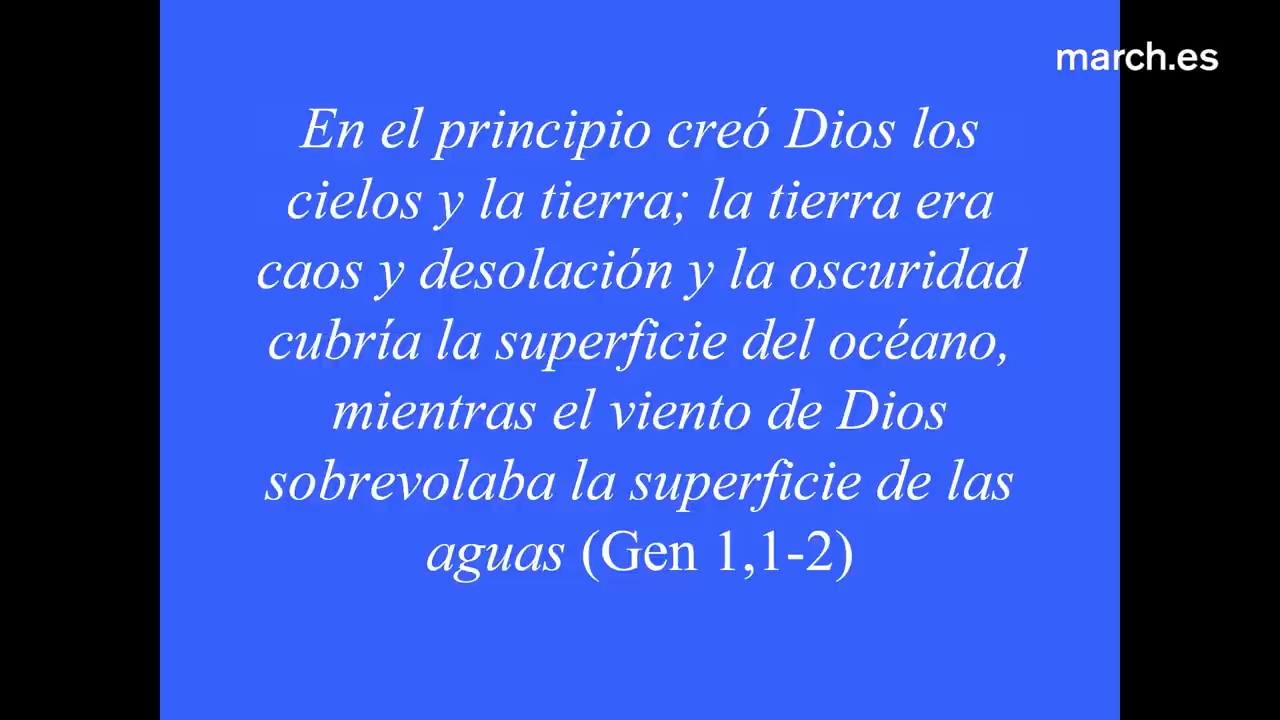 march.es
En el principio creó Dios los
cielos y la tierra; la tierra era
caos y desolación y la oscuridad
cubría la superficie del océano,
mientras el viento de Dios
sobrevolaba la superficie de las
aguas (Gen 1,1-2)